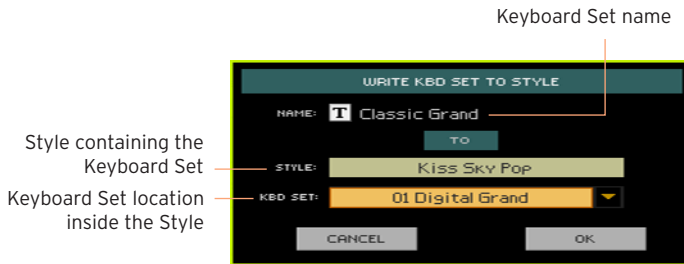 Keyboard Set name
WRITE KBD SET TO STYLE
NAME: T Classic Grand
TO
Style containing the
Keyboard Set
STYLE: Kiss Sky Pop
Keyboard Set location
inside the Style
KBD SET: 01 Digital Grand
CANCEL OK